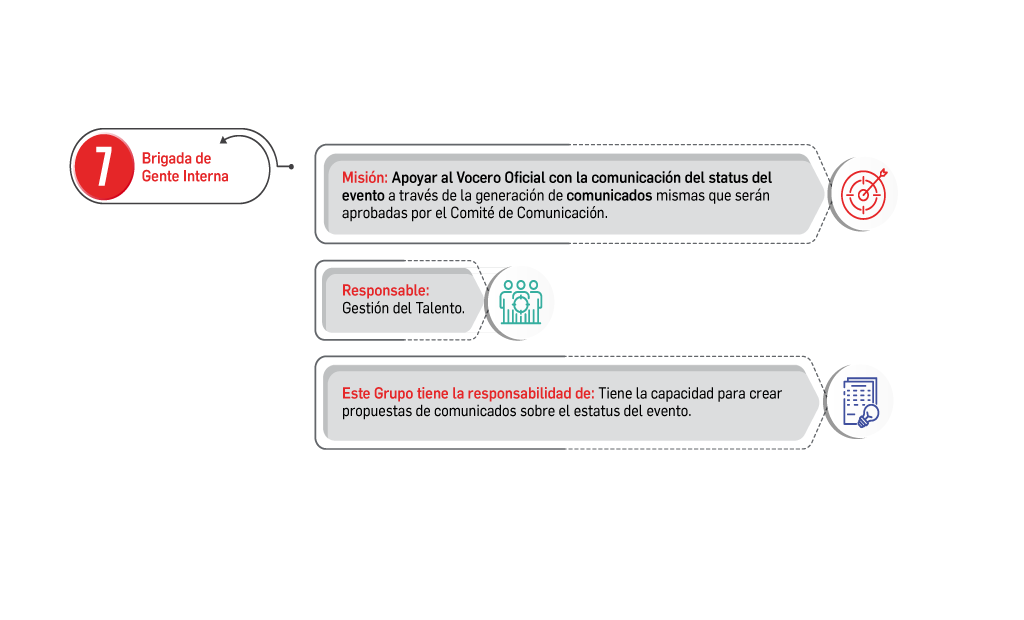 7
Brigada de
Gente Interna
Misión: Apoyar al Vocero Oficial con la comunicación del status del
evento a través de la generación de comunicados mismas que serán
aprobadas por el Comité de Comunicación.
Responsable:
Gestión del Talento.
Este Grupo tiene la responsabilidad de: Tiene la capacidad para crear
propuestas de comunicados sobre el estatus del evento.